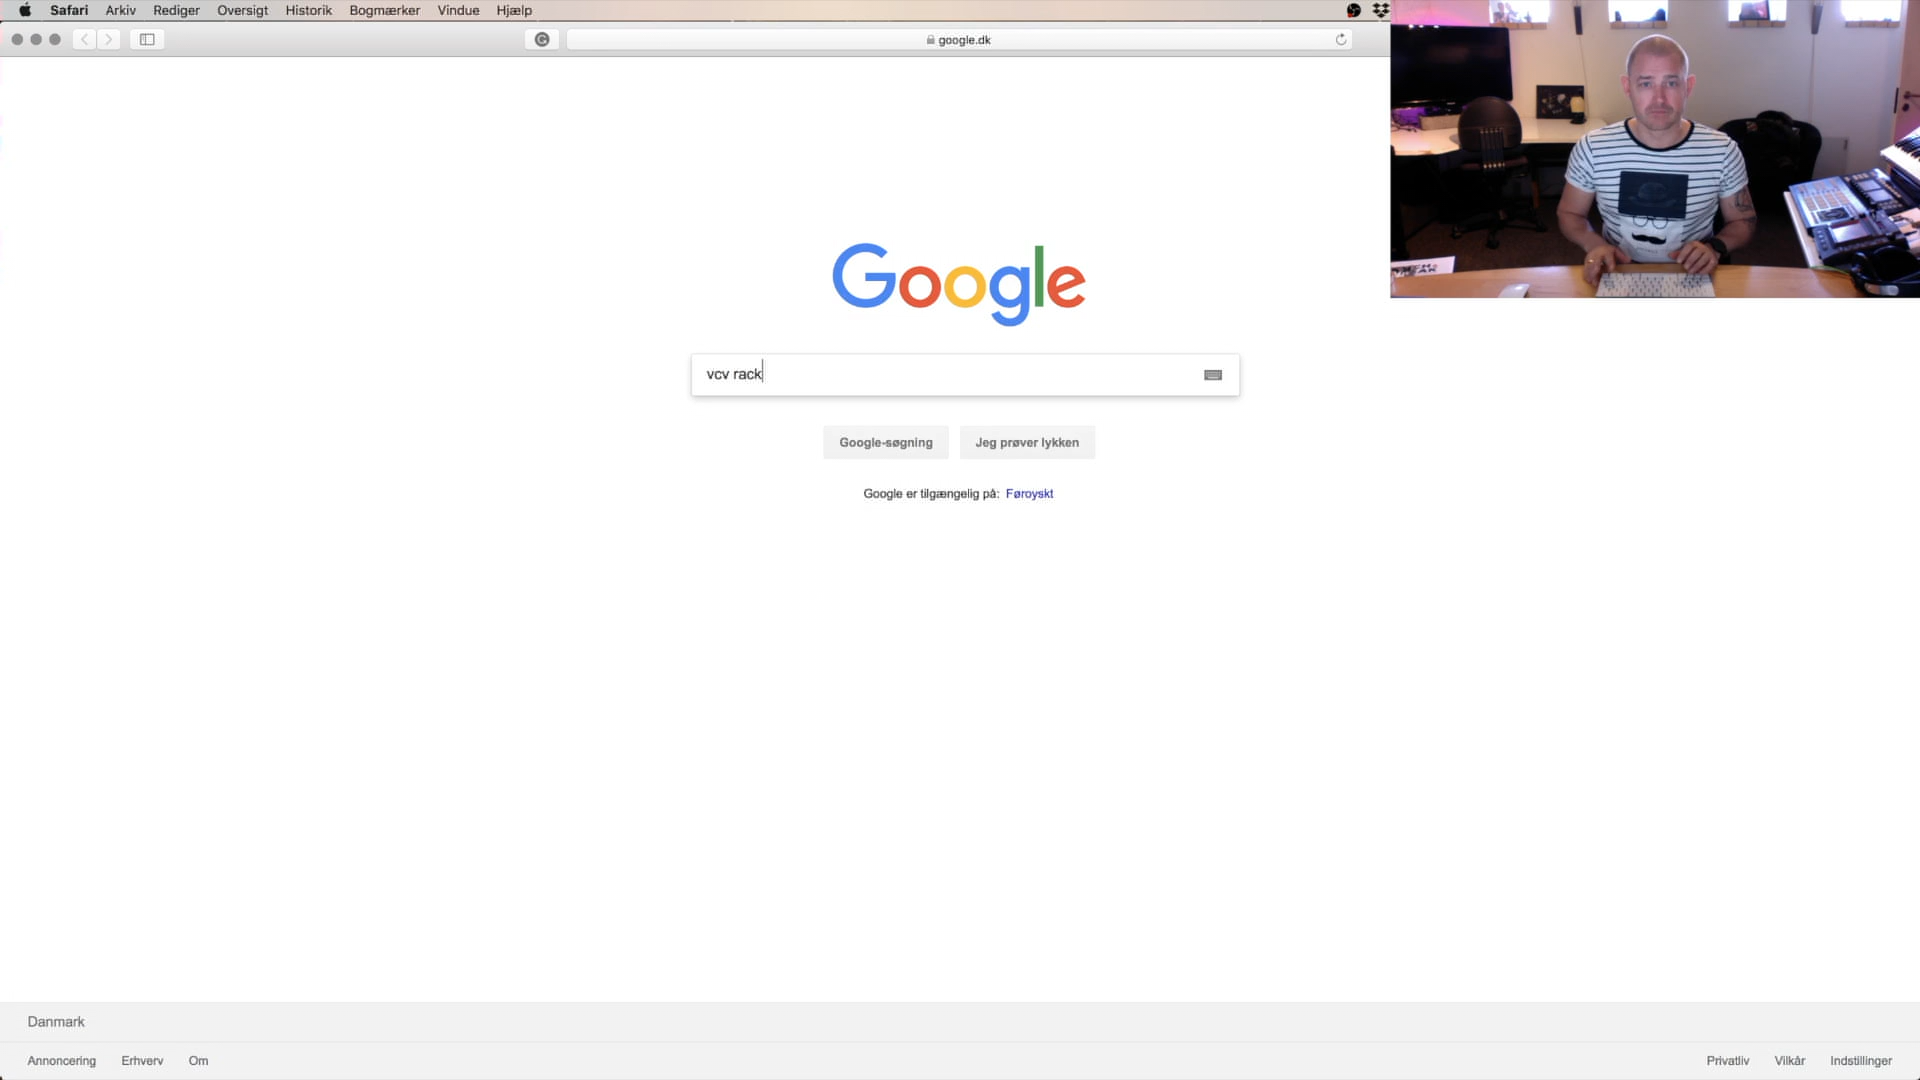 Safari Arkiv Rediger Oversigt Historik Bogmærker Vindue Hjælp
google.dk
Google
vcv rack
Google-søgning Jeg prøver lykken
Google er tilgængelig på: Føroyskt
Danmark
Annoncering Erhverv Om
Privatliv Vilkår Indstillinger